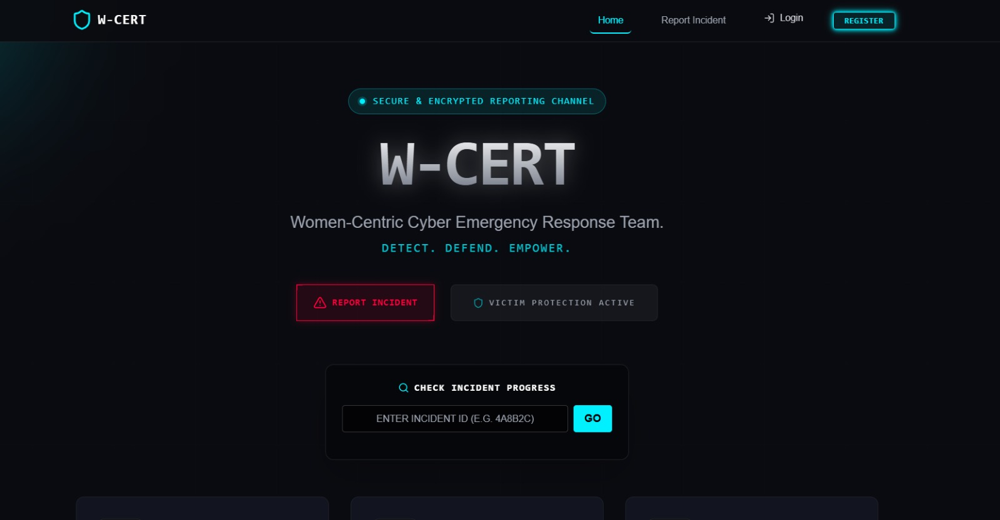 W-CERT
Home
Report Incident
Login
REGISTER
SECURE & ENCRYPTED REPORTING CHANNEL
W-CERT
Women-Centric Cyber Emergency Response Team.
DETECT. DEFEND. EMPOWER.
REPORT INCIDENT
VICTIM PROTECTION ACTIVE
CHECK INCIDENT PROGRESS
ENTER INCIDENT ID (E.G. 4A8B2C)
GO